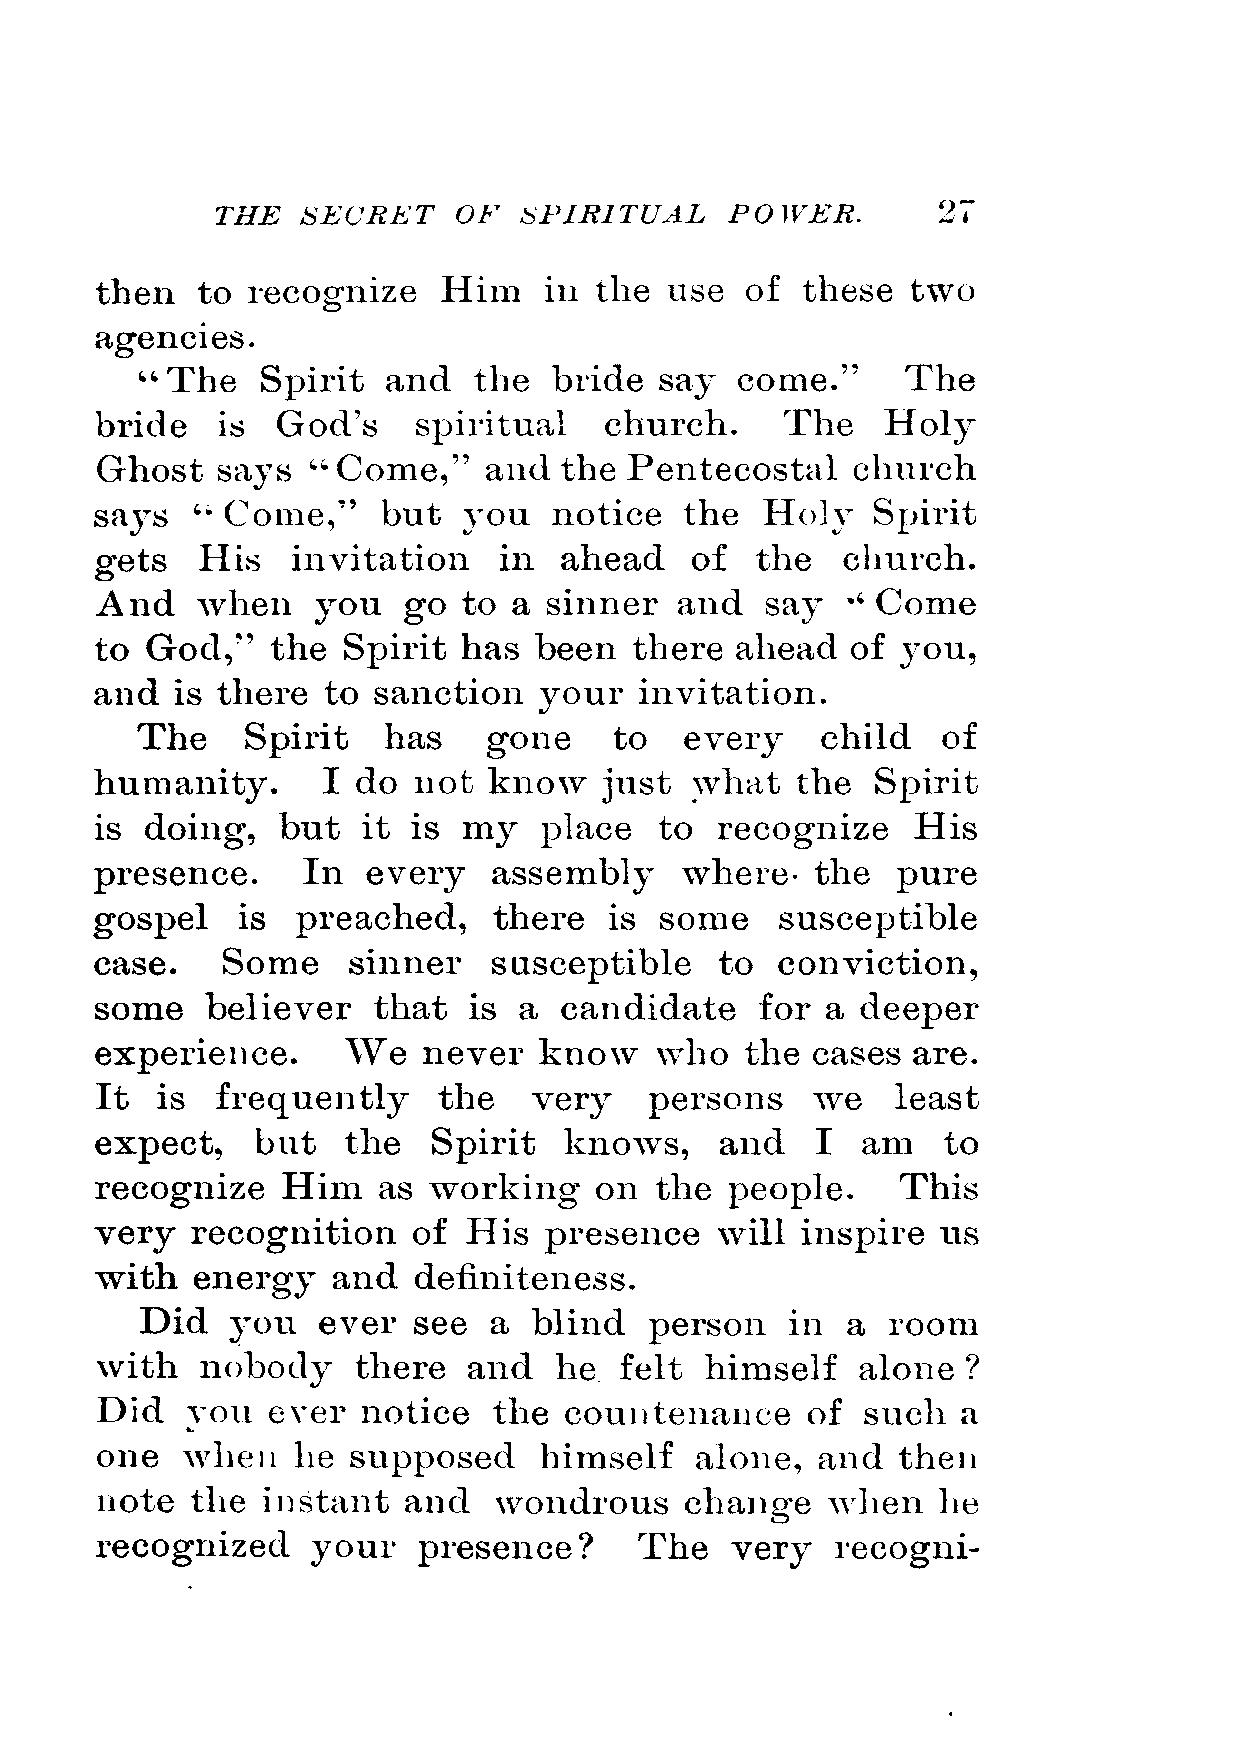 THE SECRET OF SPIRITUAL POWER. 27
then to recognize Him in the use of these two
agencies.
“The Spirit and the bride say come.” The
bride is God's spiritual church. The Holy
Ghost says “Come,” and the Pentecostal church
says “Come,” but you notice the Holy Spirit
gets His invitation in ahead of the church.
And when you go to a sinner and say “Come
to God,” the Spirit has been there ahead of you,
and is there to sanction your invitation.
The Spirit has gone to every child of
humanity. I do not know just what the Spirit
is doing, but it is my place to recognize His
presence. In every assembly where the pure
gospel is preached, there is some susceptible
case. Some sinner susceptible to conviction,
some believer that is a candidate for a deeper
experience. We never know who the cases are.
It is frequently the very persons we least
expect, but the Spirit knows, and I am to
recognize Him as working on the people. This
very recognition of His presence will inspire us
with energy and definiteness.
Did you ever see a blind person in a room
with nobody there and he felt himself alone?
Did you ever notice the countenance of such a
one when he supposed himself alone, and then
note the instant and wondrous change when he
recognized your presence? The very recogni-